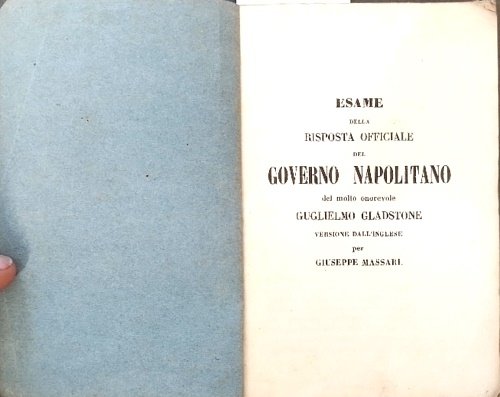 ESAME
DELLA
RISPOSTA OFFICIALE
DEL
GOVERNO NAPOLITANO
del molto onorevole
GUGLIELMO GLADSTONE
VERSIONE DALL'INGLESE
per
GIUSEPPE MASSARI.